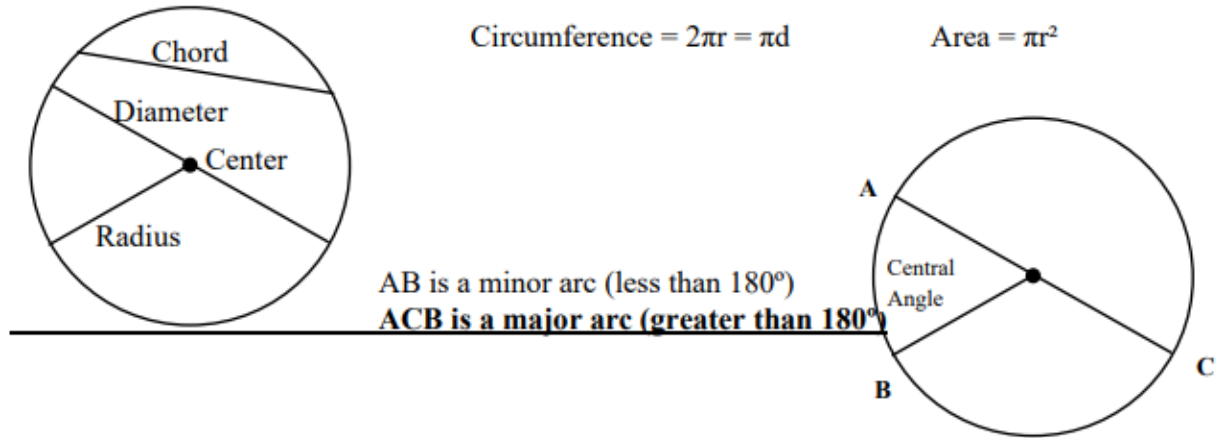 Circumference = 2πr = πd
Area = πr²
Chord
Diameter
Center
Radius
A
Central
Angle
AB is a minor arc (less than 180º)
ACB is a major arc (greater than 180º)
B
C